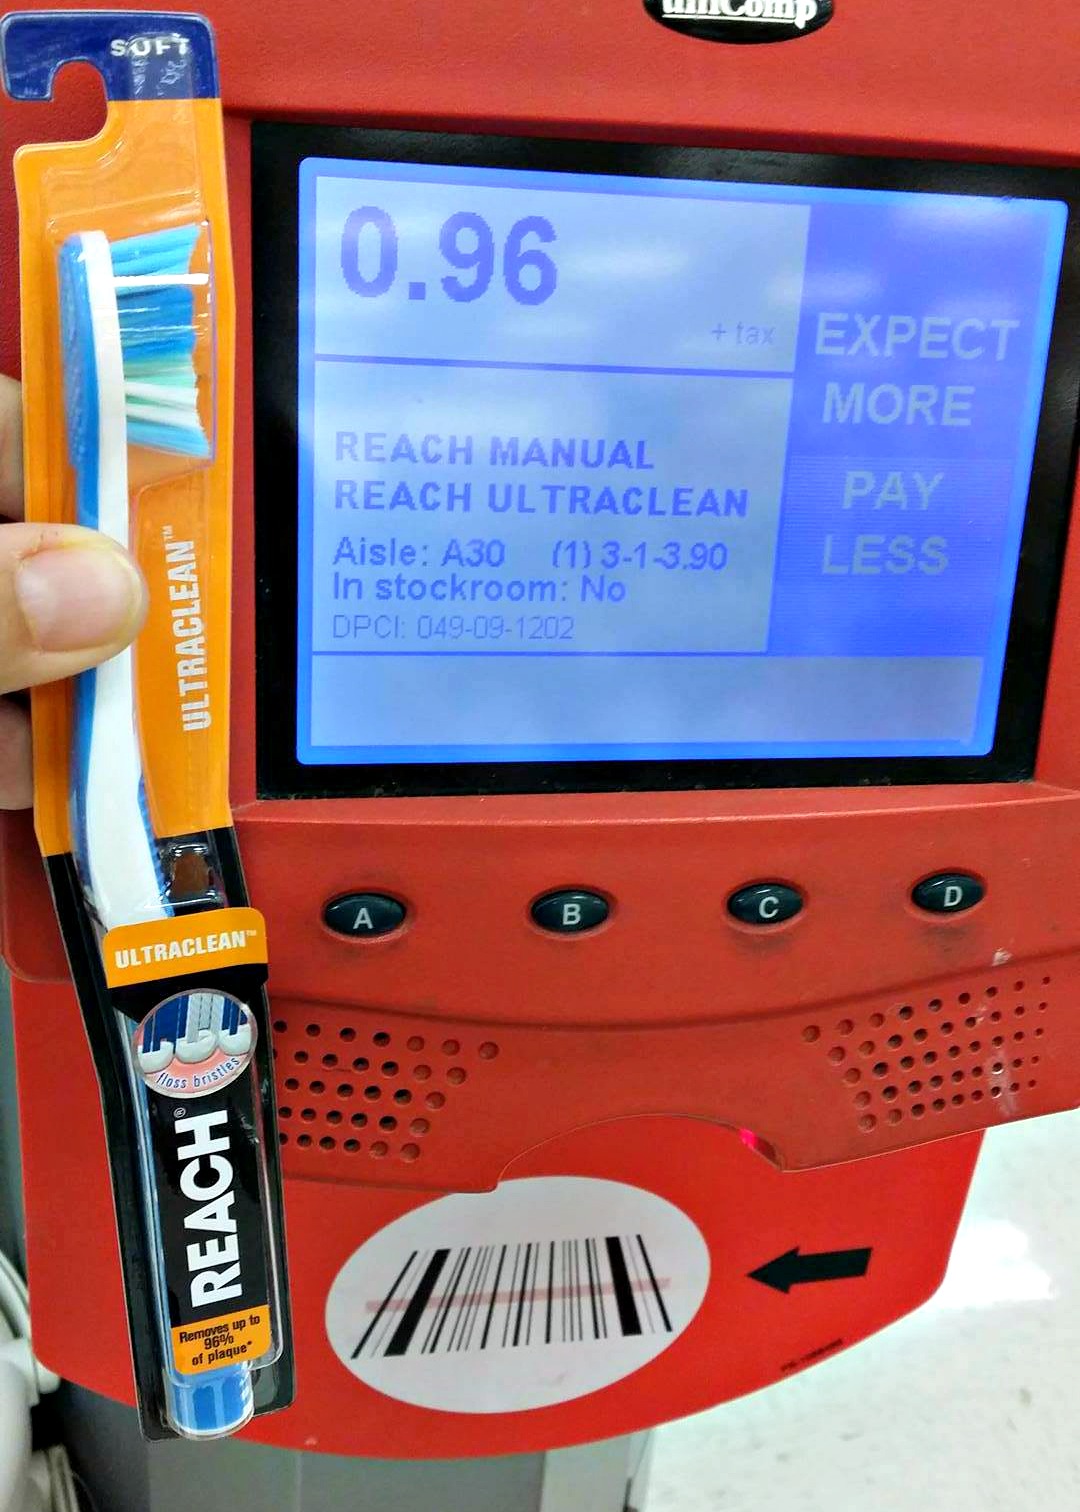 uniComp
SOFT
0.96
+ tax
REACH MANUAL
REACH ULTRACLEAN
Aisle: A30 (1) 3-1-3.90
In stockroom: No
DPCI: 049-09-1202
EXPECT
MORE
PAY
LESS
ULTRACLEAN™
A B C D
ULTRACLEAN™
floss bristles
REACH®
Removes up to
96%
of plaque*